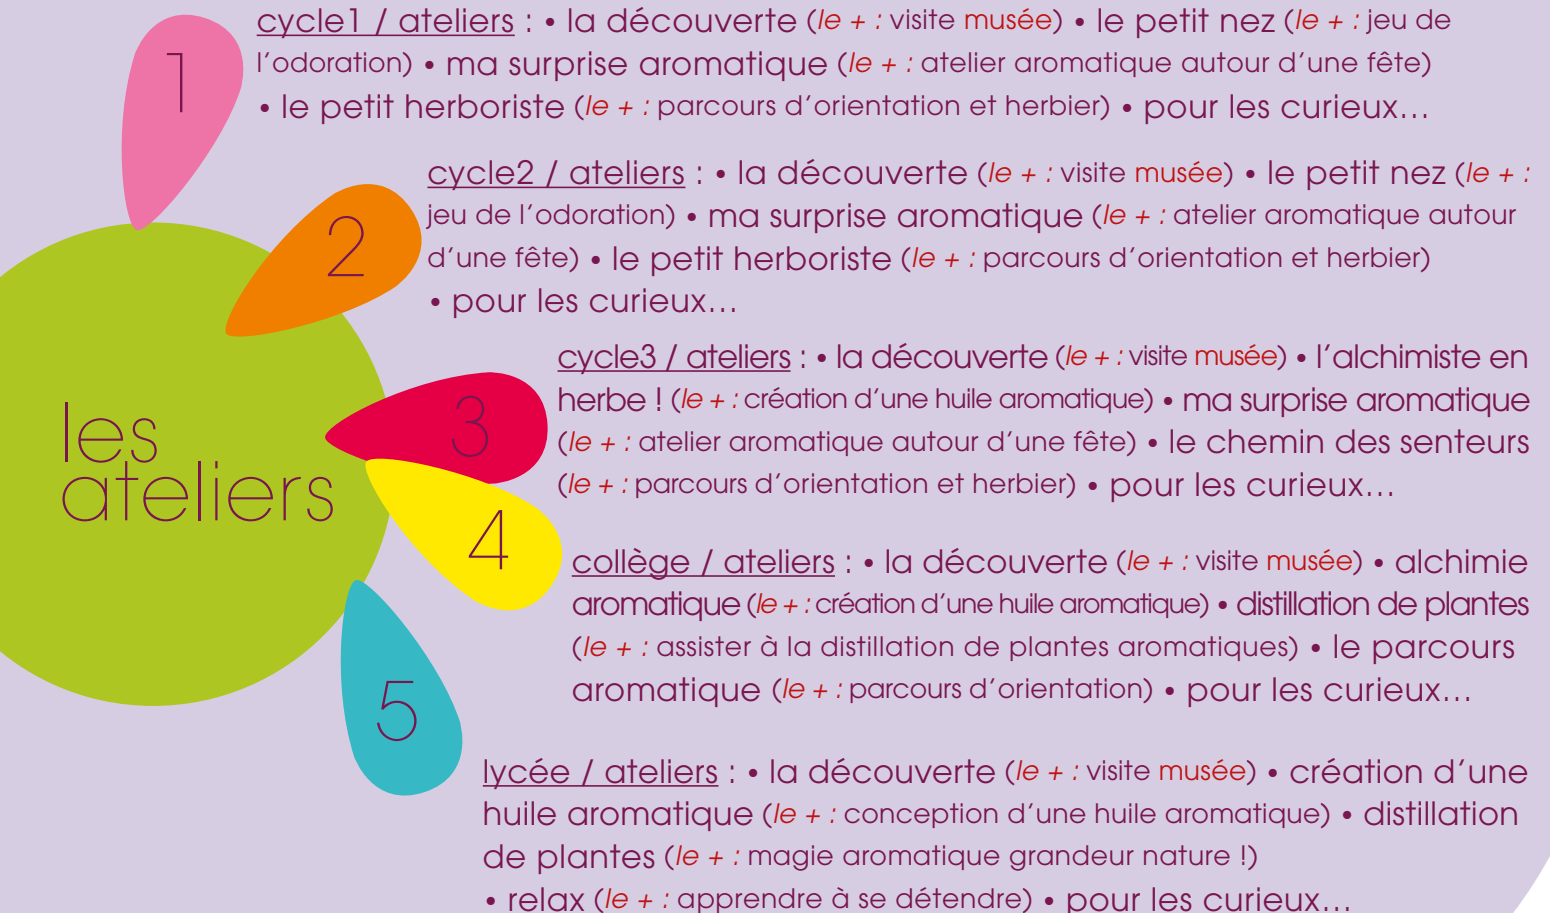 cycle1 / ateliers : • la découverte (le + : visite musée) • le petit nez (le + : jeu de
l'odoration) • ma surprise aromatique (le + : atelier aromatique autour d'une fête)
• le petit herboriste (le + : parcours d'orientation et herbier) • pour les curieux...
1
cycle2 / ateliers : • la découverte (le + : visite musée) • le petit nez (le + :
jeu de l'odoration) • ma surprise aromatique (le + : atelier aromatique autour
d'une fête) • le petit herboriste (le + : parcours d'orientation et herbier)
• pour les curieux...
2
cycle3 / ateliers : • la découverte (le + : visite musée) • l'alchimiste en
herbe ! (le + : création d'une huile aromatique) • ma surprise aromatique
(le + : atelier aromatique autour d'une fête) • le chemin des senteurs
(le + : parcours d'orientation et herbier) • pour les curieux...
3
les
ateliers
4
collège / ateliers : • la découverte (le + : visite musée) • alchimie
aromatique (le + : création d'une huile aromatique) • distillation de plantes
(le + : assister à la distillation de plantes aromatiques) • le parcours
aromatique (le + : parcours d'orientation) • pour les curieux...
5
lycée / ateliers : • la découverte (le + : visite musée) • création d'une
huile aromatique (le + : conception d'une huile aromatique) • distillation
de plantes (le + : magie aromatique grandeur nature !)
• relax (le + : apprendre à se détendre) • pour les curieux...